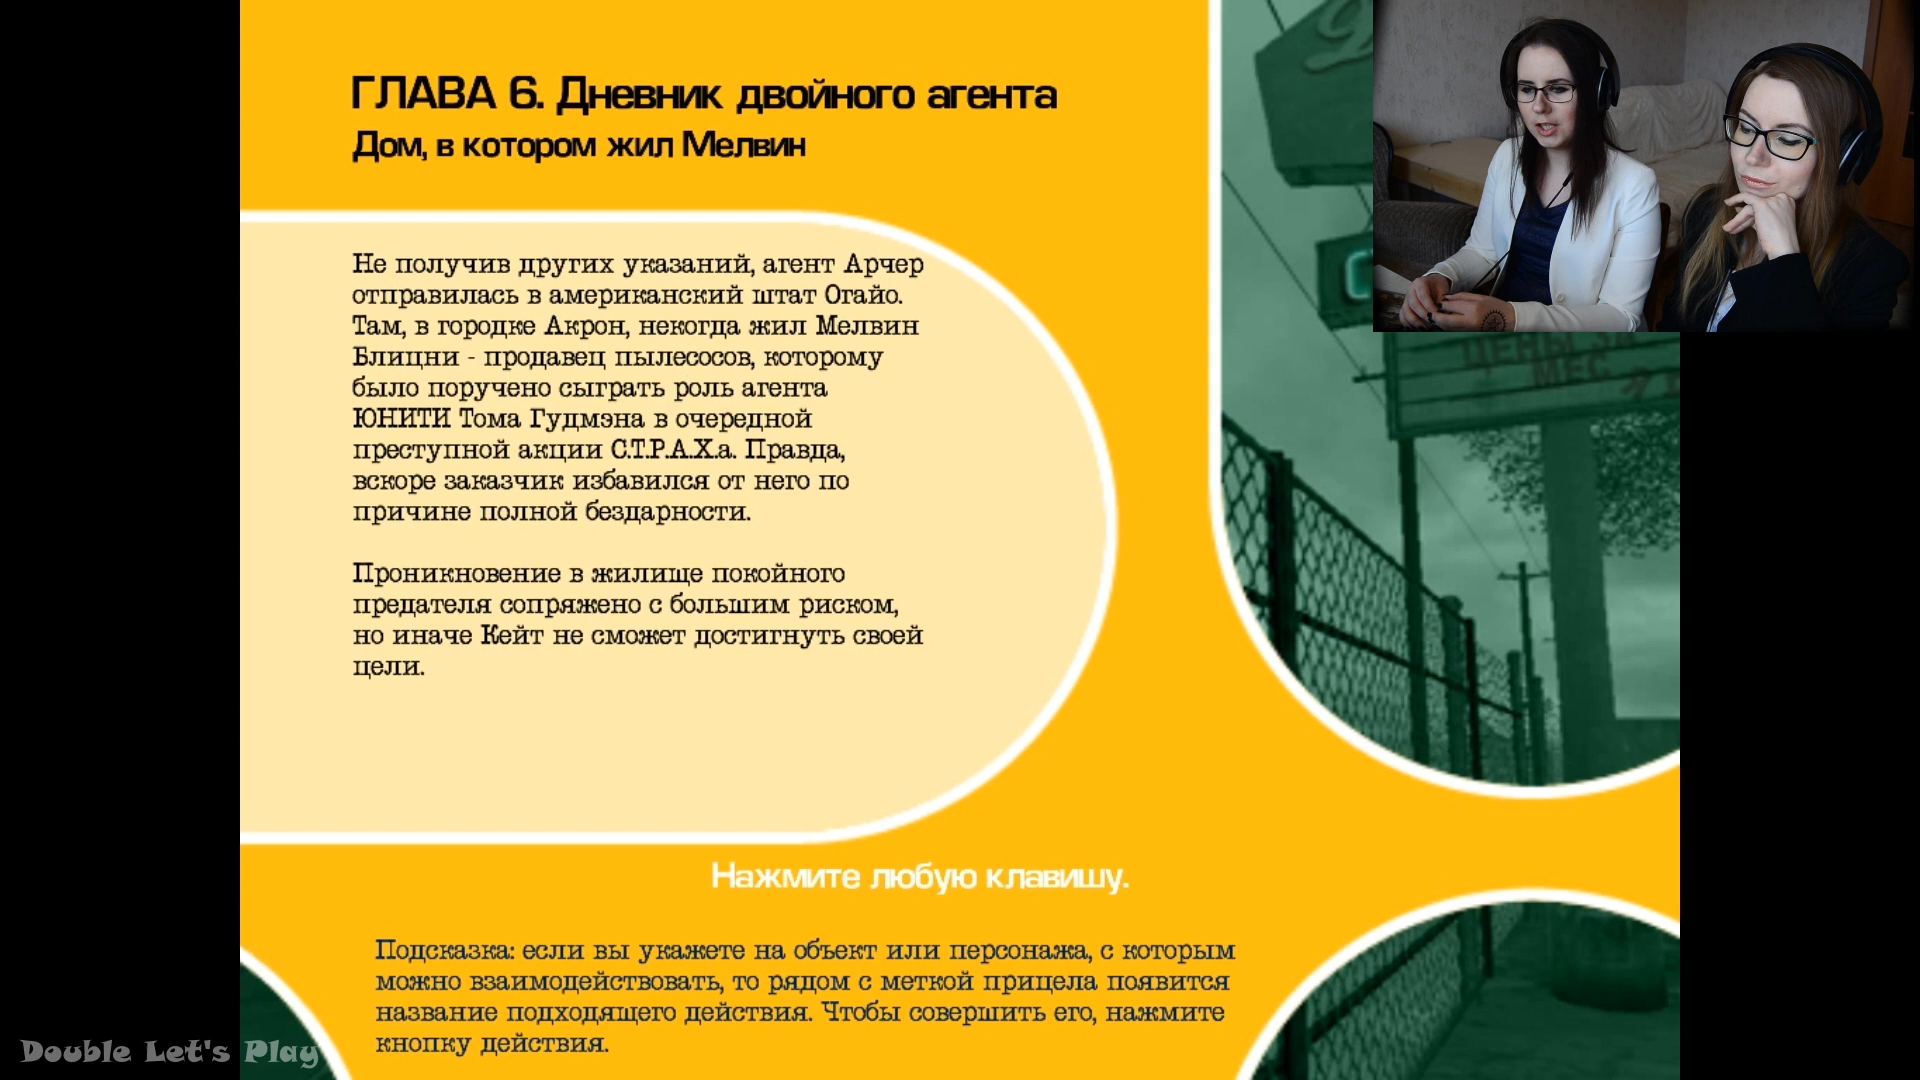 ГЛАВА 6. Дневник двойного агента
Дом, в котором жил Мелвин
Не получив других указаний, агент Арчер
отправилась в американский штат Огайо.
Там, в городке Акрон, некогда жил Мелвин
Блицни - продавец пылесосов, которому
было поручено сыграть роль агента
ЮНИТИ Тома Гудмэна в очередной
преступной акции С.Т.Р.А.Х.а. Правда,
вскоре заказчик избавился от него по
причине полной бездарности.
Проникновение в жилище покойного
предателя сопряжено с большим риском,
но иначе Кейт не сможет достигнуть своей
цели.
ЦЕНЫ ЗА
МЕС
Нажмите любую клавишу.
Подсказка: если вы укажете на объект или персонажа, с которым
можно взаимодействовать, то рядом с меткой прицела появится
название подходящего действия. Чтобы совершить его, нажмите
кнопку действия.
Double Let's Play